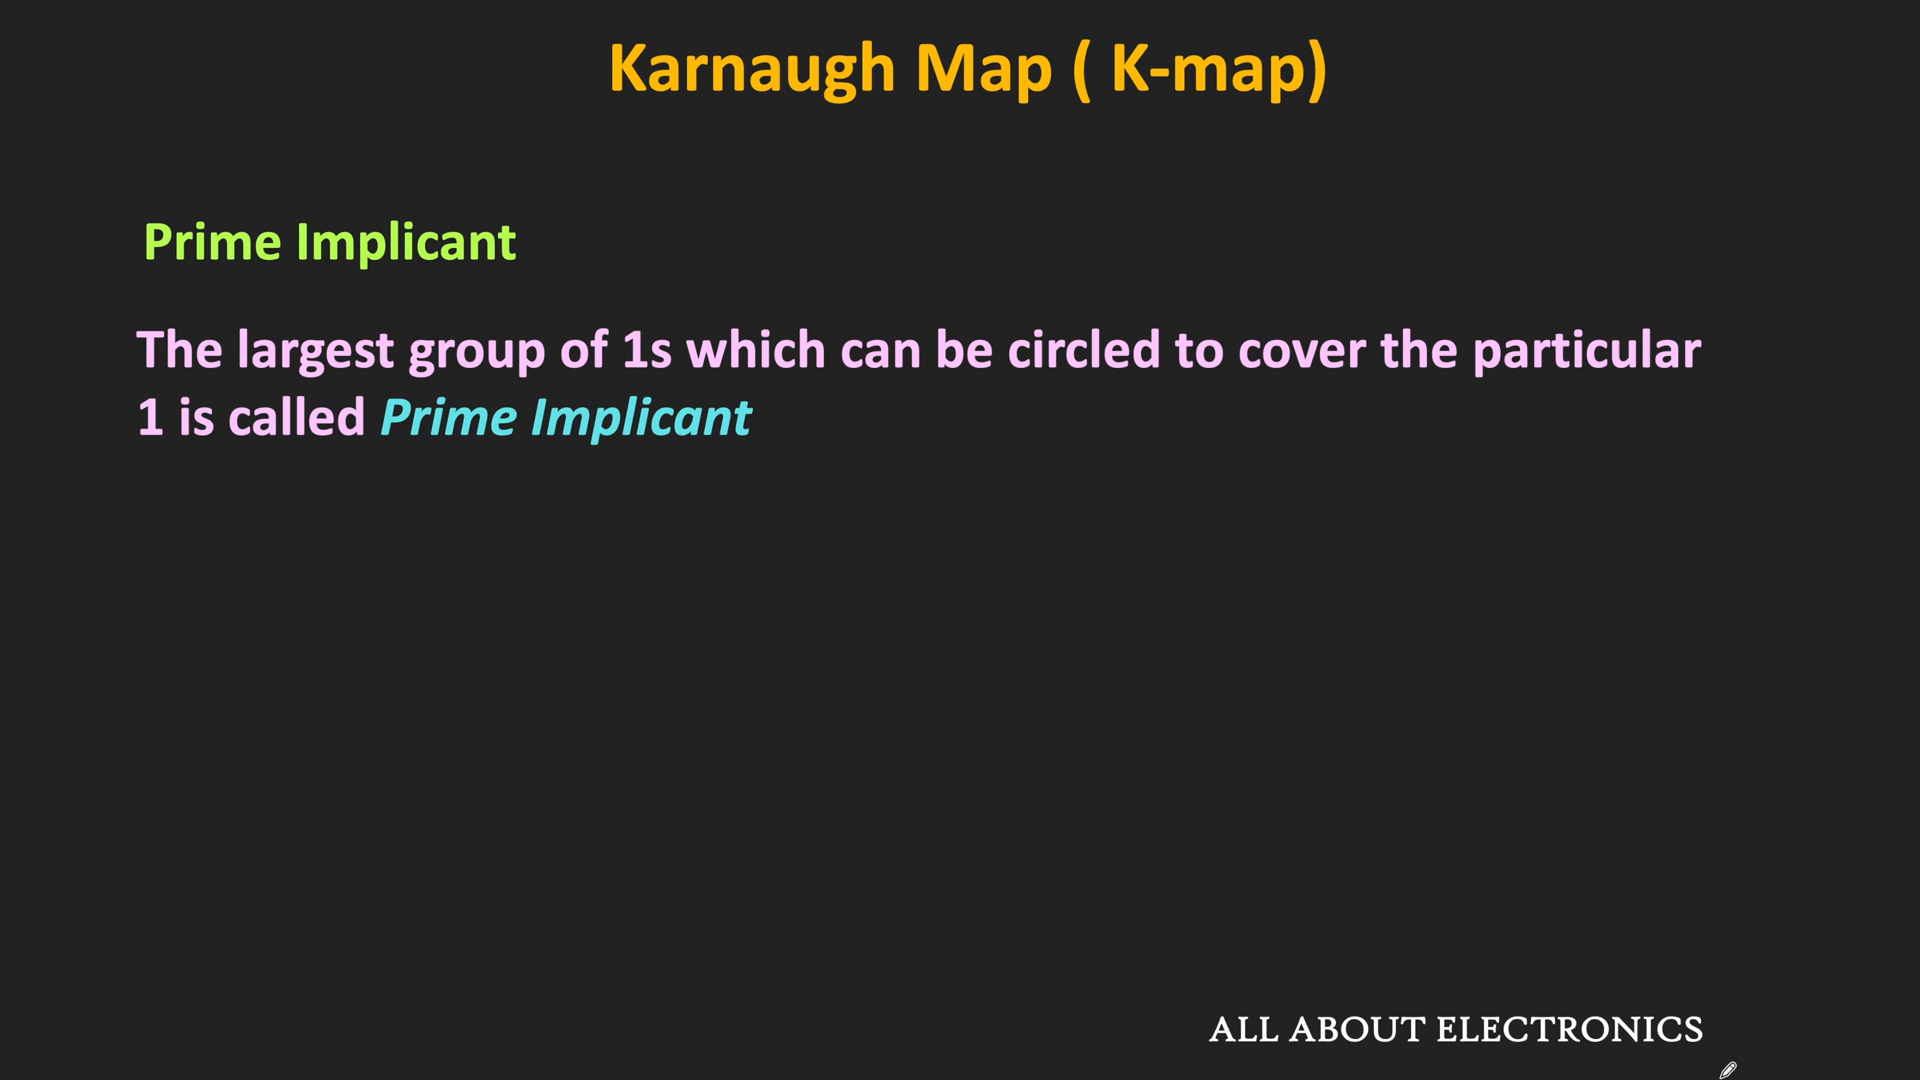 Karnaugh Map ( K-map)
Prime Implicant
The largest group of 1s which can be circled to cover the particular
1 is called Prime Implicant
ALL ABOUT ELECTRONICS